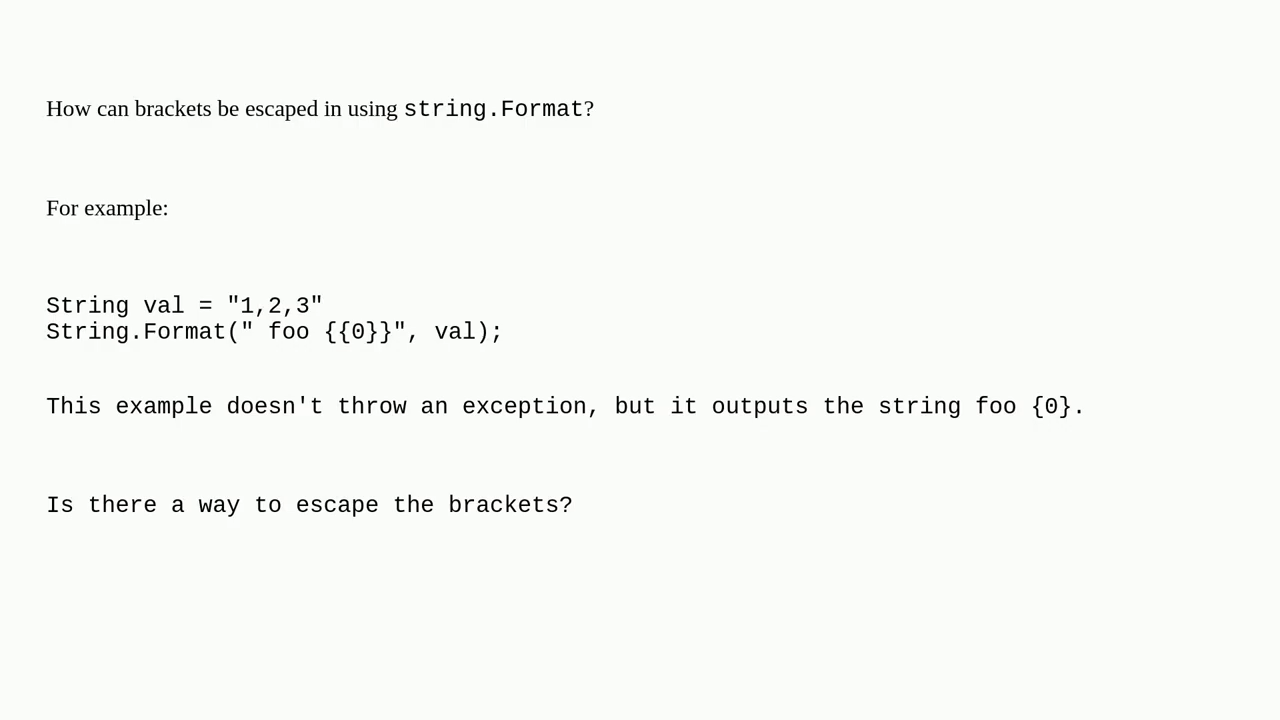 How can brackets be escaped in using string.Format?
For example:
String val = "1,2,3"
String.Format(" foo {{0}}", val);
This example doesn't throw an exception, but it outputs the string foo {0}.
Is there a way to escape the brackets?